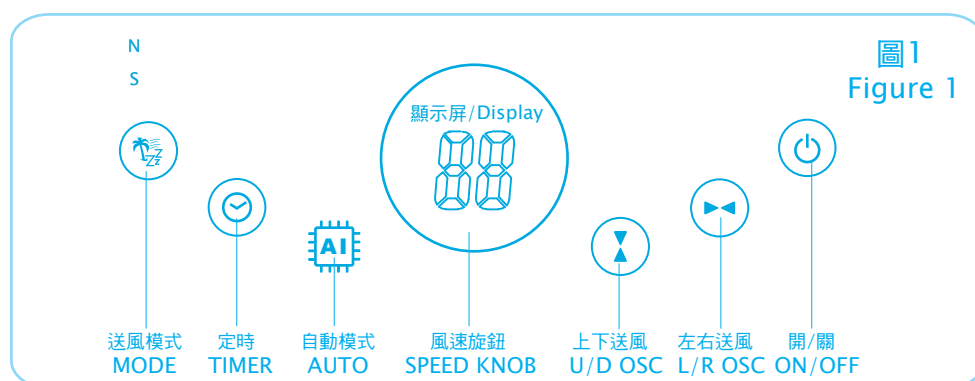 N
S
圖1
Figure 1
顯示屏/Display
88
ZZZ
AI
送風模式
MODE
定時
TIMER
自動模式
AUTO
風速旋鈕
SPEED KNOB
上下送風
U/D OSC
左右送風
L/R OSC
開/關
ON/OFF